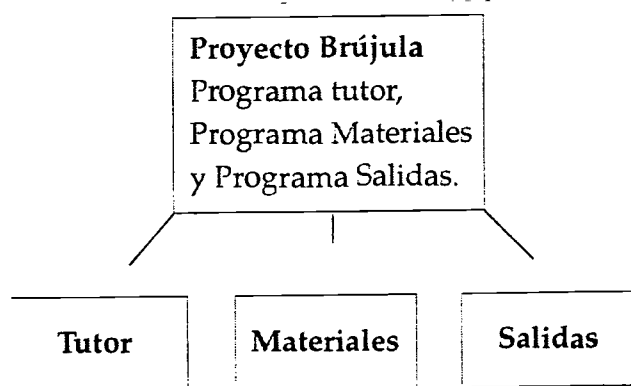 Proyecto Brújula
Programa tutor,
Programa Materiales
y Programa Salidas.
Tutor
Materiales
Salidas